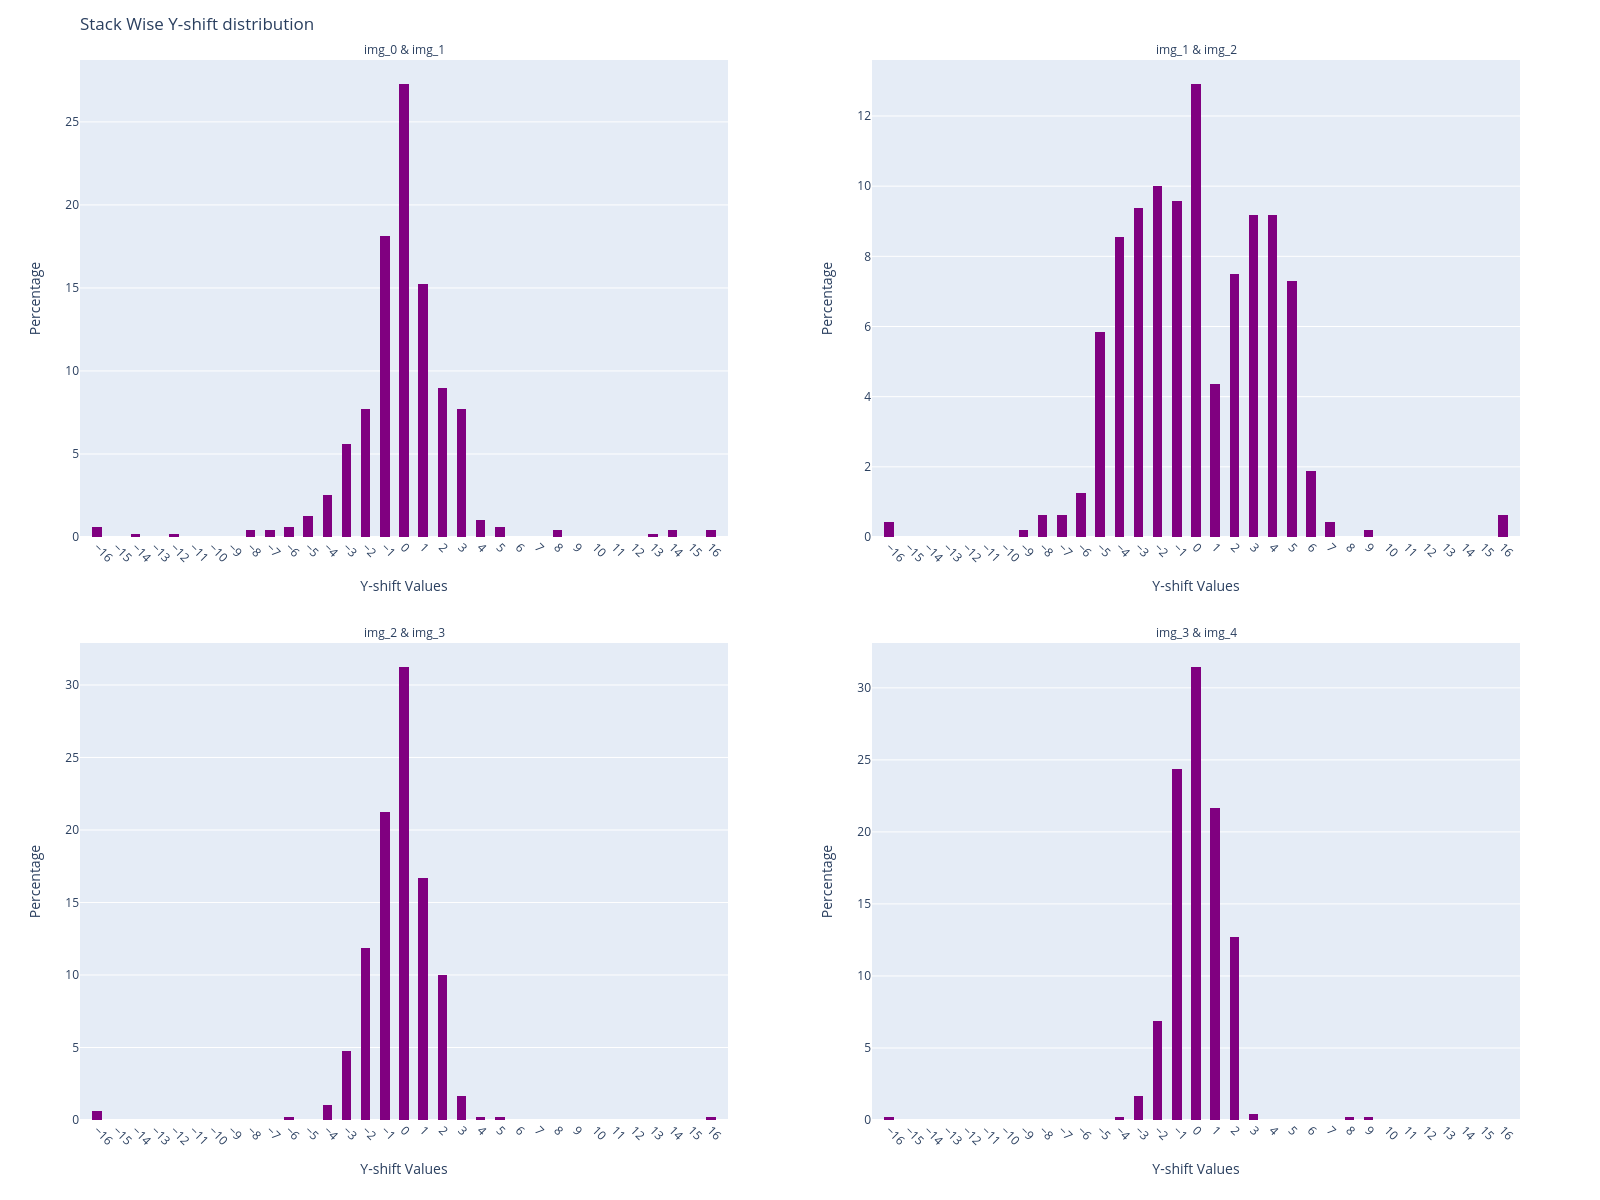 Stack Wise Y-shift distribution
img_0 & img_1
Percentage
25
20
15
10
5
0
−16 −15 −14 −13 −12 −11 −10 −9 −8 −7 −6 −5 −4 −3 −2 −1 0 1 2 3 4 5 6 7 8 9 10 11 12 13 14 15 16
Y-shift Values
img_1 & img_2
Percentage
12
10
8
6
4
2
0
−16 −15 −14 −13 −12 −11 −10 −9 −8 −7 −6 −5 −4 −3 −2 −1 0 1 2 3 4 5 6 7 8 9 10 11 12 13 14 15 16
Y-shift Values
img_2 & img_3
Percentage
30
25
20
15
10
5
0
−16 −15 −14 −13 −12 −11 −10 −9 −8 −7 −6 −5 −4 −3 −2 −1 0 1 2 3 4 5 6 7 8 9 10 11 12 13 14 15 16
Y-shift Values
img_3 & img_4
Percentage
30
25
20
15
10
5
0
−16 −15 −14 −13 −12 −11 −10 −9 −8 −7 −6 −5 −4 −3 −2 −1 0 1 2 3 4 5 6 7 8 9 10 11 12 13 14 15 16
Y-shift Values